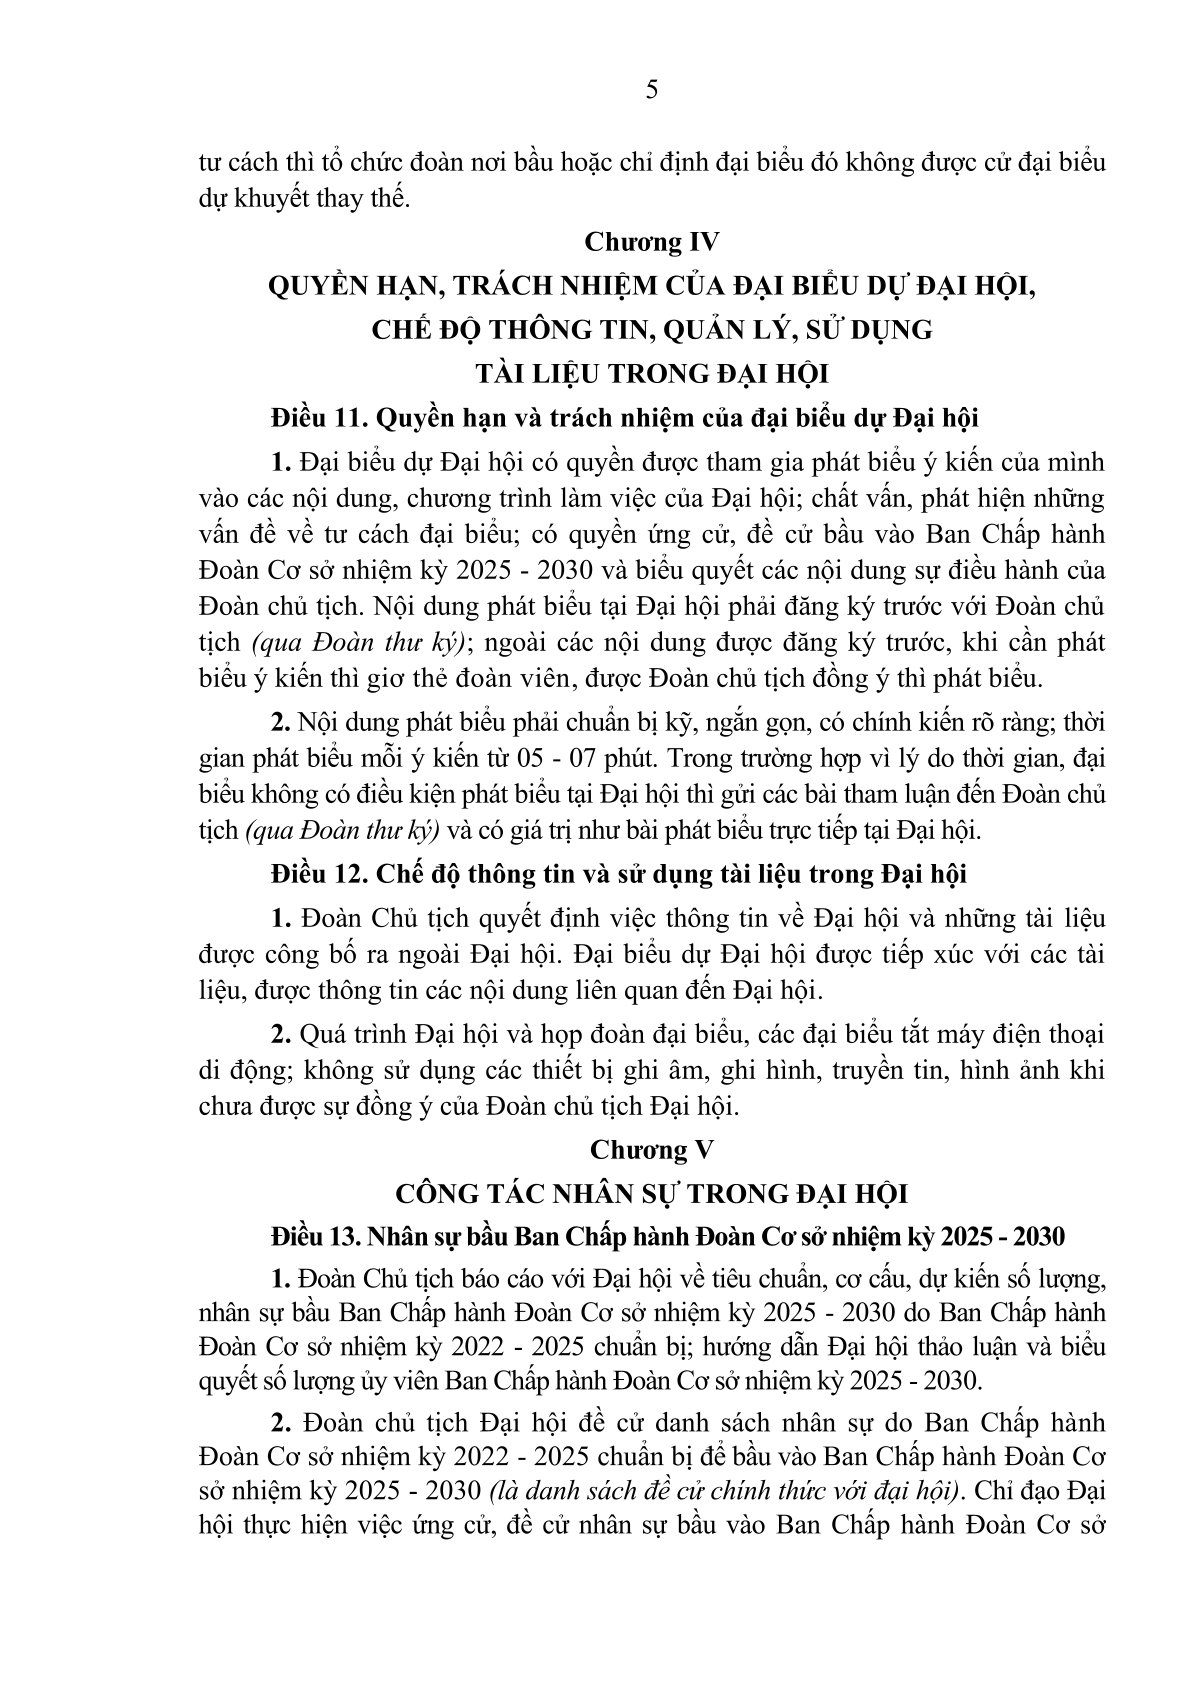 5
tư cách thì tổ chức đoàn nơi bầu hoặc chỉ định đại biểu đó không được cử đại biểu
dự khuyết thay thế.
Chương IV
QUYỀN HẠN, TRÁCH NHIỆM CỦA ĐẠI BIỂU DỰ ĐẠI HỘI,
CHẾ ĐỘ THÔNG TIN, QUẢN LÝ, SỬ DỤNG
TÀI LIỆU TRONG ĐẠI HỘI
Điều 11. Quyền hạn và trách nhiệm của đại biểu dự Đại hội
1. Đại biểu dự Đại hội có quyền được tham gia phát biểu ý kiến của mình
vào các nội dung, chương trình làm việc của Đại hội; chất vấn, phát hiện những
vấn đề về tư cách đại biểu; có quyền ứng cử, đề cử bầu vào Ban Chấp hành
Đoàn Cơ sở nhiệm kỳ 2025 - 2030 và biểu quyết các nội dung sự điều hành của
Đoàn chủ tịch. Nội dung phát biểu tại Đại hội phải đăng ký trước với Đoàn chủ
tịch (qua Đoàn thư ký); ngoài các nội dung được đăng ký trước, khi cần phát
biểu ý kiến thì giơ thẻ đoàn viên, được Đoàn chủ tịch đồng ý thì phát biểu.
2. Nội dung phát biểu phải chuẩn bị kỹ, ngắn gọn, có chính kiến rõ ràng; thời
gian phát biểu mỗi ý kiến từ 05 - 07 phút. Trong trường hợp vì lý do thời gian, đại
biểu không có điều kiện phát biểu tại Đại hội thì gửi các bài tham luận đến Đoàn chủ
tịch (qua Đoàn thư ký) và có giá trị như bài phát biểu trực tiếp tại Đại hội.
Điều 12. Chế độ thông tin và sử dụng tài liệu trong Đại hội
1. Đoàn Chủ tịch quyết định việc thông tin về Đại hội và những tài liệu
được công bố ra ngoài Đại hội. Đại biểu dự Đại hội được tiếp xúc với các tài
liệu, được thông tin các nội dung liên quan đến Đại hội.
2. Quá trình Đại hội và họp đoàn đại biểu, các đại biểu tắt máy điện thoại
di động; không sử dụng các thiết bị ghi âm, ghi hình, truyền tin, hình ảnh khi
chưa được sự đồng ý của Đoàn chủ tịch Đại hội.
Chương V
CÔNG TÁC NHÂN SỰ TRONG ĐẠI HỘI
Điều 13. Nhân sự bầu Ban Chấp hành Đoàn Cơ sở nhiệm kỳ 2025 - 2030
1. Đoàn Chủ tịch báo cáo với Đại hội về tiêu chuẩn, cơ cấu, dự kiến số lượng,
nhân sự bầu Ban Chấp hành Đoàn Cơ sở nhiệm kỳ 2025 - 2030 do Ban Chấp hành
Đoàn Cơ sở nhiệm kỳ 2022 - 2025 chuẩn bị; hướng dẫn Đại hội thảo luận và biểu
quyết số lượng ủy viên Ban Chấp hành Đoàn Cơ sở nhiệm kỳ 2025 - 2030.
2. Đoàn chủ tịch Đại hội đề cử danh sách nhân sự do Ban Chấp hành
Đoàn Cơ sở nhiệm kỳ 2022 - 2025 chuẩn bị để bầu vào Ban Chấp hành Đoàn Cơ
sở nhiệm kỳ 2025 - 2030 (là danh sách đề cử chính thức với đại hội). Chỉ đạo Đại
hội thực hiện việc ứng cử, đề cử nhân sự bầu vào Ban Chấp hành Đoàn Cơ sở